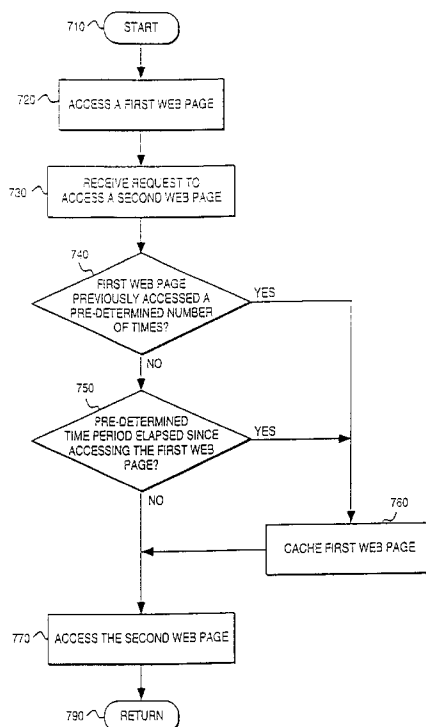 710
START
720
ACCESS A FIRST WEB PAGE
730
RECEIVE REQUEST TO
ACCESS A SECOND WEB PAGE
740
FIRST WEB PAGE
PREVIOUSLY ACCESSED A
PRE-DETERMINED NUMBER
OF TIMES?
YES
NO
750
PRE-DETERMINED
TIME PERIOD ELAPSED SINCE
ACCESSING THE FIRST WEB
PAGE?
YES
NO
760
CACHE FIRST WEB PAGE
770
ACCESS THE SECOND WEB PAGE
790
RETURN